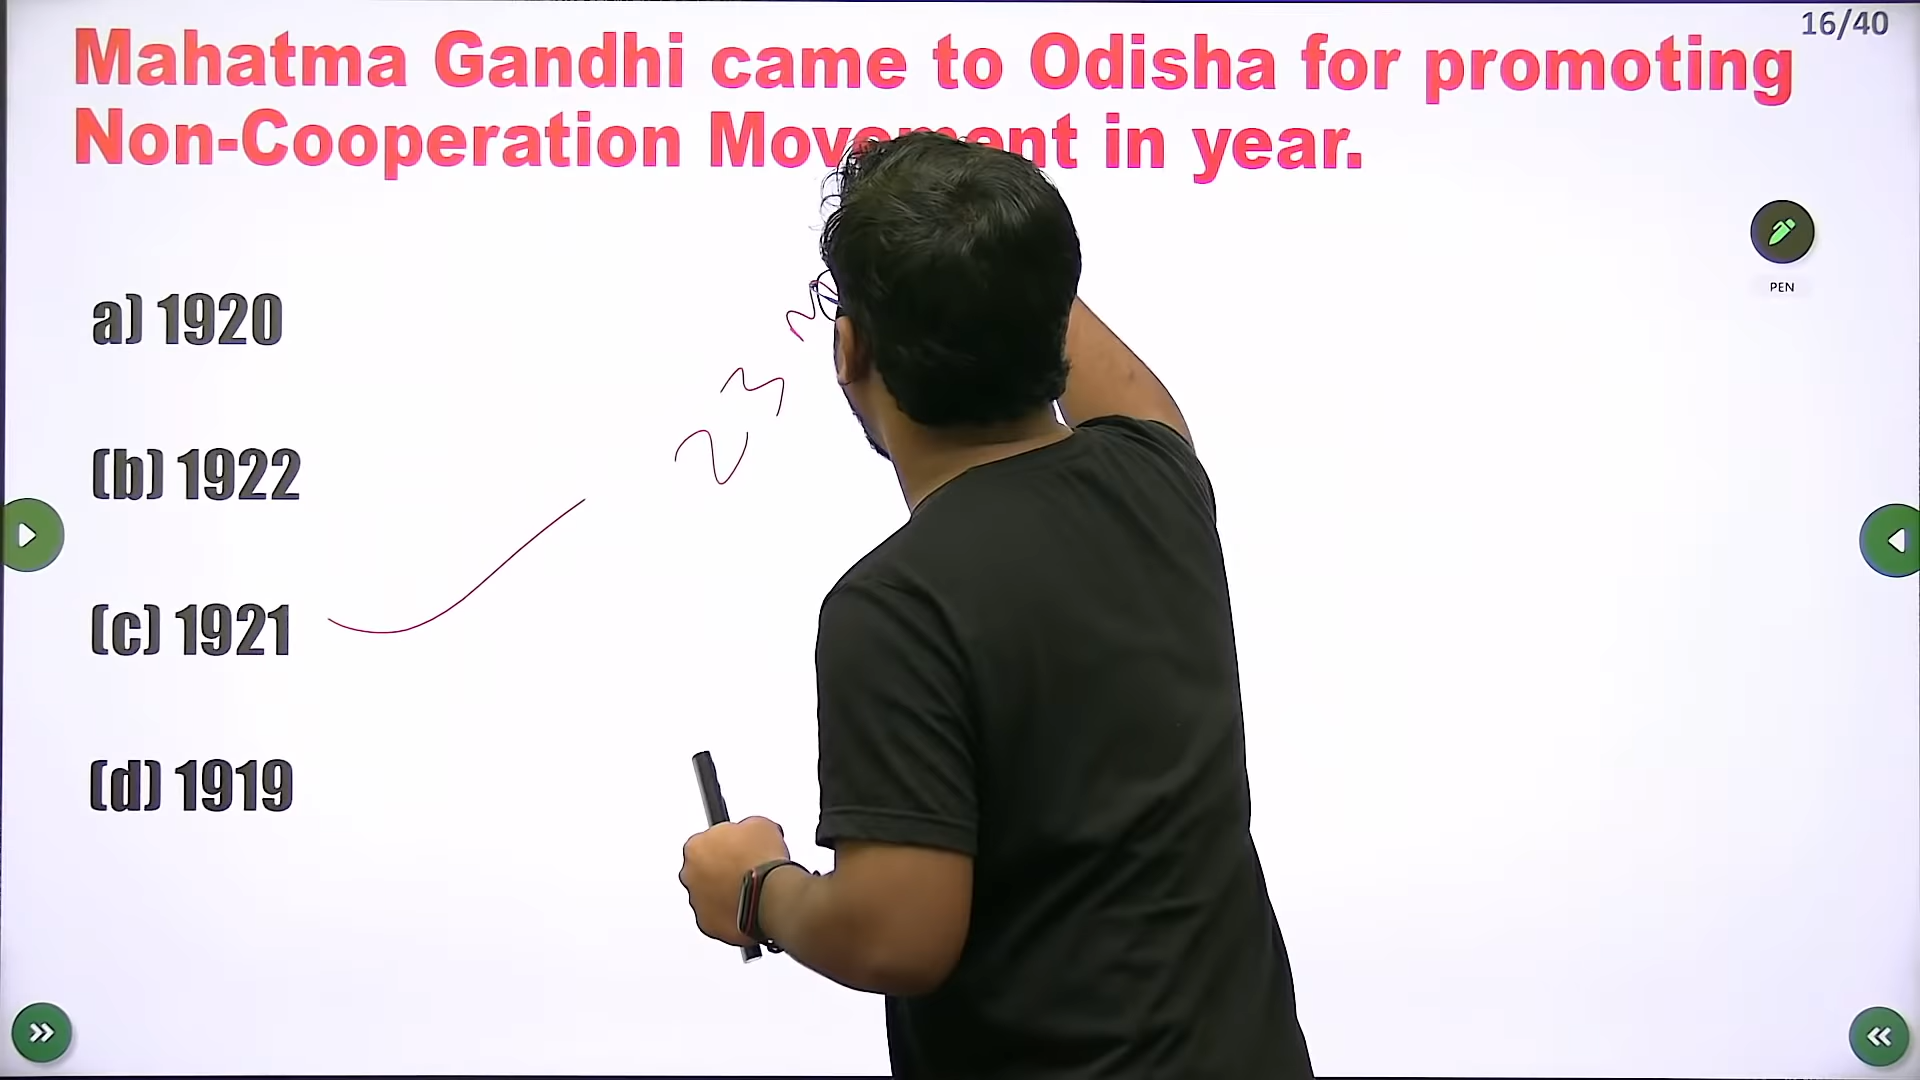 16/40
Mahatma Gandhi came to Odisha for promoting
Non-Cooperation Movement in year.
PEN
a) 1920
(b) 1922
(c) 1921
23
(d) 1919